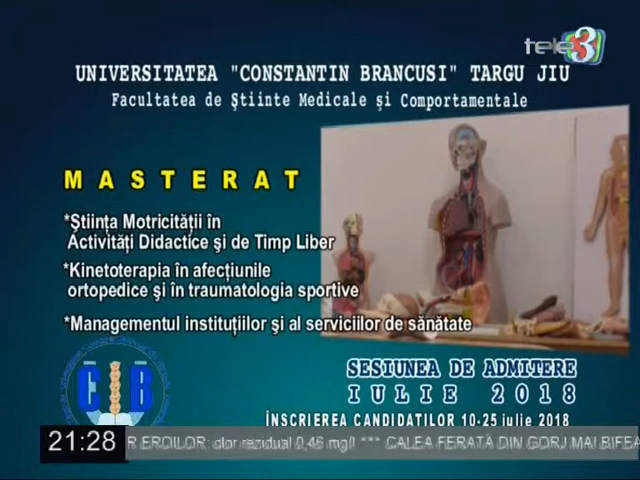 tele 3
UNIVERSITATEA "CONSTANTIN BRANCUSI" TARGU JIU
Facultatea de Ştiinte Medicale şi Comportamentale
MASTERAT
*Ştiinţa Motricităţii în
Activităţi Didactice şi de Timp Liber
*Kinetoterapia în afecţiunile
ortopedice şi în traumatologia sportive
*Managementul instituţiilor şi al serviciilor de sănătate
CB
SESIUNEA DE ADMITERE
IULIE 2018
ÎNSCRIEREA CANDIDAŢILOR 10-25 iulie 2018
21:28 R EROILOR: clor rezidual 0,46 mg/l *** CALEA FERATĂ DIN GORJ MAI BIFEA